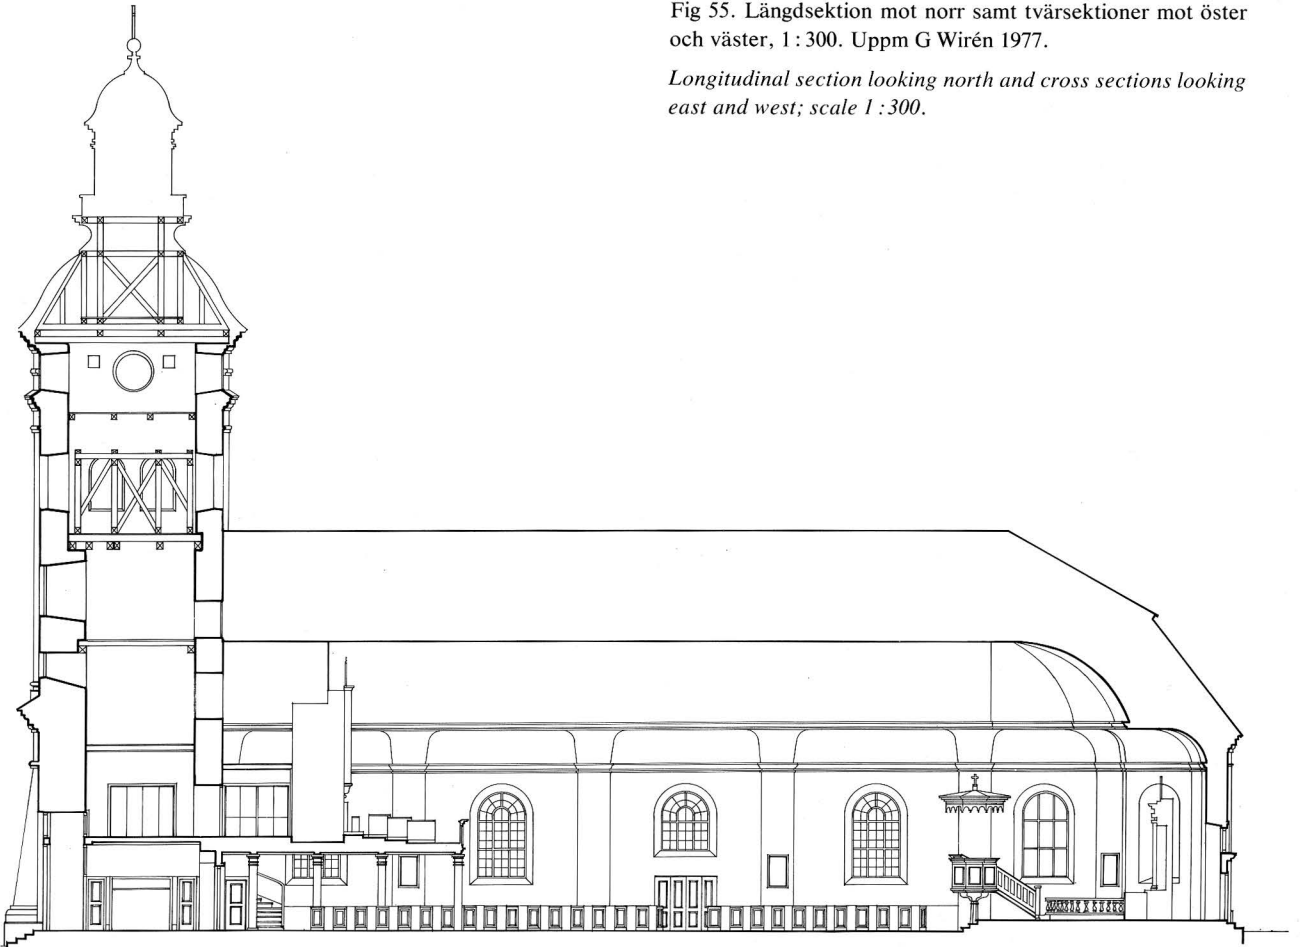 Fig 55. Längdsektion mot norr samt tvärsektioner mot öster
och väster, 1:300. Uppm G Wirén 1977.
Longitudinal section looking north and cross sections looking
east and west; scale 1:300.